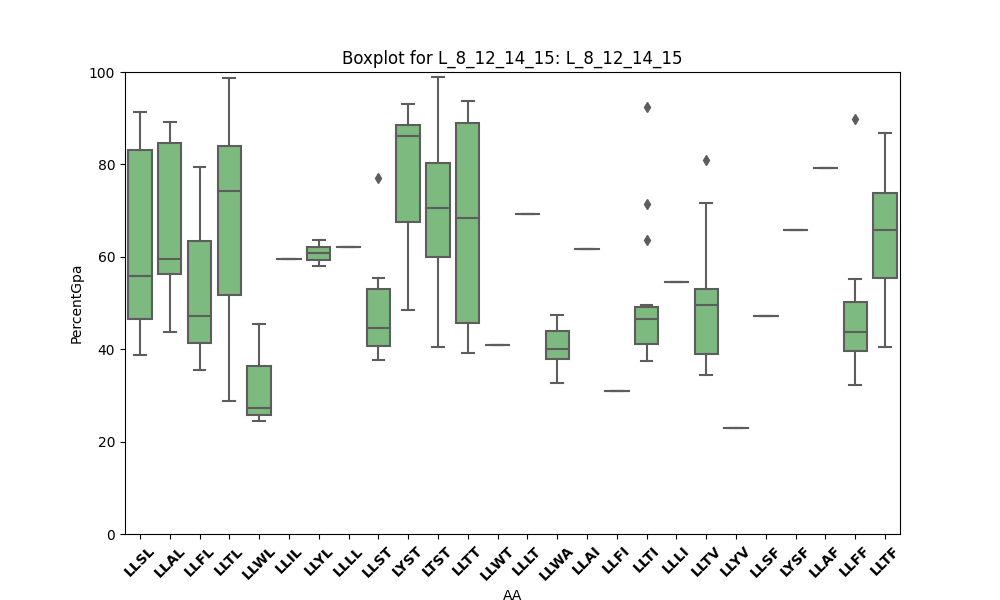 Boxplot for L_8_12_14_15: L_8_12_14_15
PercentGpa
100
80
60
40
20
0
LLSL LLAL LLFL LLTL LLWL LLIL LLYL LLLL LLST LYST LTST LLTT LLWT LLLT LLWA LLAI LLFI LLTI LLLI LLTV LLYV LLSF LYSF LLAF LLFF LLTF
AA